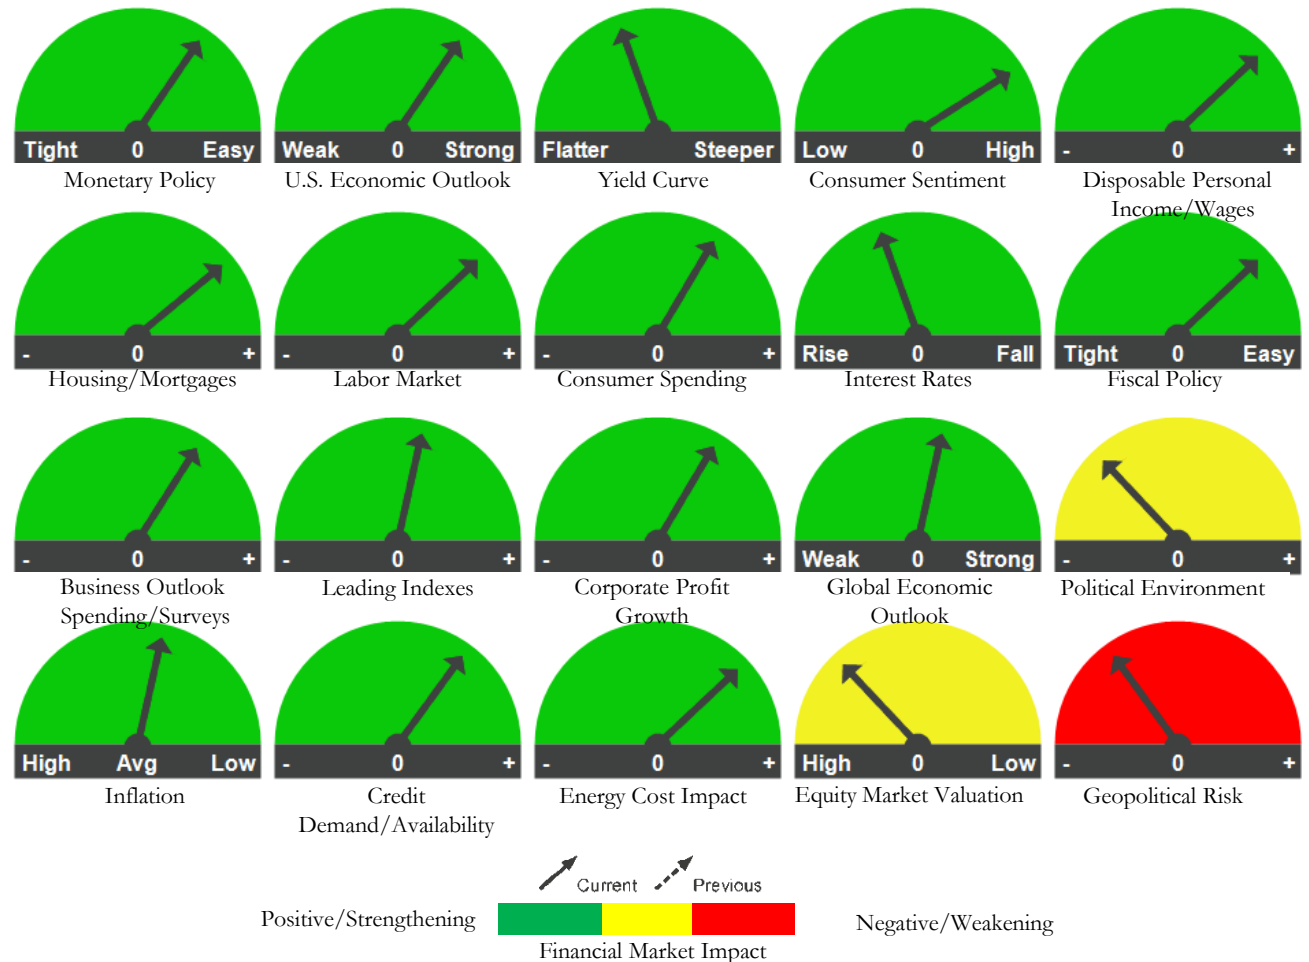 Tight 0 Easy
Monetary Policy
Weak 0 Strong
U.S. Economic Outlook
Flatter Steeper
Yield Curve
Low 0 High
Consumer Sentiment
- 0 +
Disposable Personal
Income/Wages
- 0 +
Housing/Mortgages
- 0 +
Labor Market
- 0 +
Consumer Spending
Rise 0 Fall
Interest Rates
Tight 0 Easy
Fiscal Policy
- 0 +
Business Outlook
Spending/Surveys
- 0 +
Leading Indexes
- 0 +
Corporate Profit
Growth
Weak 0 Strong
Global Economic
Outlook
- 0 +
Political Environment
High Avg Low
Inflation
- 0 +
Credit
Demand/Availability
- 0 +
Energy Cost Impact
High 0 Low
Equity Market Valuation
- 0 +
Geopolitical Risk
Current Previous
Positive/Strengthening
Negative/Weakening
Financial Market Impact